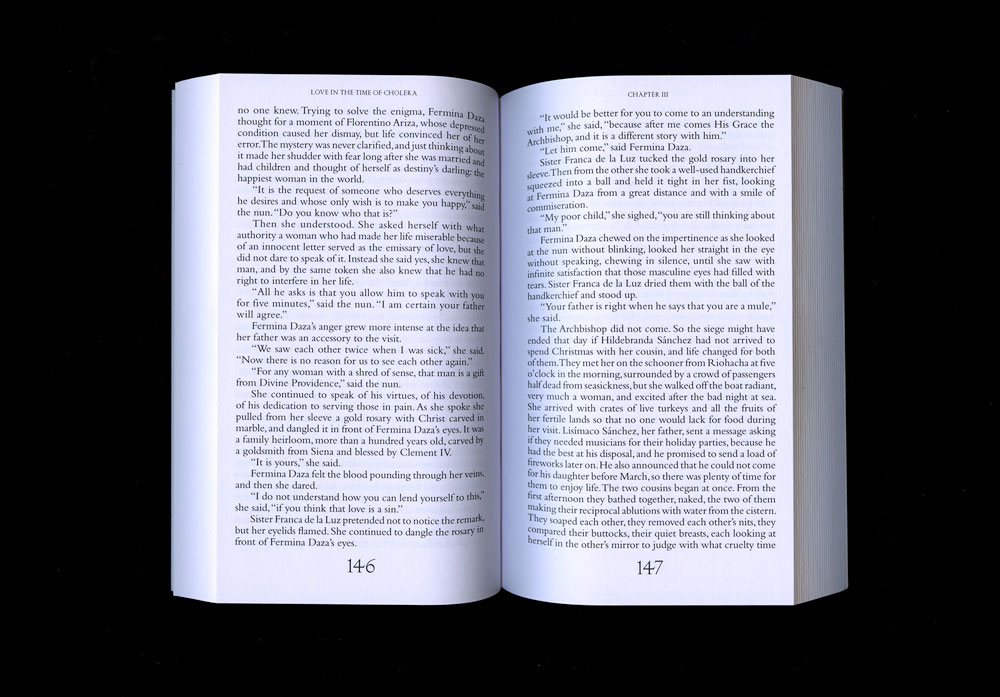 LOVE IN THE TIME OF CHOLERA
no one knew. Trying to solve the enigma, Fermina Daza
thought for a moment of Florentino Ariza, whose depressed
condition caused her dismay, but life convinced her of her
error. The mystery was never clarified, and just thinking about
it made her shudder with fear long after she was married and
had children and thought of herself as destiny's darling: the
happiest woman in the world.
"It is the request of someone who deserves everything
he desires and whose only wish is to make you happy," said
the nun. "Do you know who that is?"
Then she understood. She asked herself with what
authority a woman who had made her life miserable because
of an innocent letter served as the emissary of love, but she
did not dare to speak of it. Instead she said yes, she knew that
man, and by the same token she also knew that he had no
right to interfere in her life.
"All he asks is that you allow him to speak with you
for five minutes," said the nun. "I am certain your father
will agree."
Fermina Daza's anger grew more intense at the idea that
her father was an accessory to the visit.
"We saw each other twice when I was sick," she said.
"Now there is no reason for us to see each other again."
"For any woman with a shred of sense, that man is a gift
from Divine Providence," said the nun.
She continued to speak of his virtues, of his devotion,
of his dedication to serving those in pain. As she spoke she
pulled from her sleeve a gold rosary with Christ carved in
marble, and dangled it in front of Fermina Daza's eyes. It was
a family heirloom, more than a hundred years old, carved by
a goldsmith from Siena and blessed by Clement IV.
"It is yours," she said.
Fermina Daza felt the blood pounding through her veins,
and then she dared.
"I do not understand how you can lend yourself to this,"
she said, "if you think that love is a sin."
Sister Franca de la Luz pretended not to notice the remark,
but her eyelids flamed. She continued to dangle the rosary in
front of Fermina Daza's eyes.
146
CHAPTER III
"It would be better for you to come to an understanding
with me," she said, "because after me comes His Grace the
Archbishop, and it is a different story with him."
"Let him come," said Fermina Daza.
Sister Franca de la Luz tucked the gold rosary into her
sleeve. Then from the other she took a well-used handkerchief
squeezed into a ball and held it tight in her fist, looking
at Fermina Daza from a great distance and with a smile of
commiseration.
"My poor child," she sighed, "you are still thinking about
that man."
Fermina Daza chewed on the impertinence as she looked
at the nun without blinking, looked her straight in the eye
without speaking, chewing in silence, until she saw with
infinite satisfaction that those masculine eyes had filled with
tears. Sister Franca de la Luz dried them with the ball of the
handkerchief and stood up.
"Your father is right when he says that you are a mule,"
she said.
The Archbishop did not come. So the siege might have
ended that day if Hildebranda Sánchez had not arrived to
spend Christmas with her cousin, and life changed for both
of them. They met her on the schooner from Riohacha at five
o'clock in the morning, surrounded by a crowd of passengers
half dead from seasickness, but she walked off the boat radiant,
very much a woman, and excited after the bad night at sea.
She arrived with crates of live turkeys and all the fruits of
her fertile lands so that no one would lack for food during
her visit. Lisímaco Sánchez, her father, sent a message asking
if they needed musicians for their holiday parties, because he
had the best at his disposal, and he promised to send a load of
fireworks later on. He also announced that he could not come
for his daughter before March, so there was plenty of time for
them to enjoy life. The two cousins began at once. From the
first afternoon they bathed together, naked, the two of them
making their reciprocal ablutions with water from the cistern.
They soaped each other, they removed each other's nits, they
compared their buttocks, their quiet breasts, each looking at
herself in the other's mirror to judge with what cruelty time
147